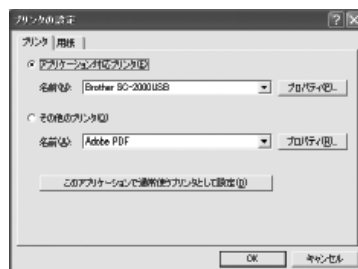 プリンタの設定
プリンタ 用紙
アプリケーション対応プリンタ(E)
名前(N): Brother SC-2000USB プロパティ(P)...
その他のプリンタ(O)
名前(A): Adobe PDF プロパティ(R)...
このアプリケーションで通常使うプリンタとして設定(D)
OK キャンセル